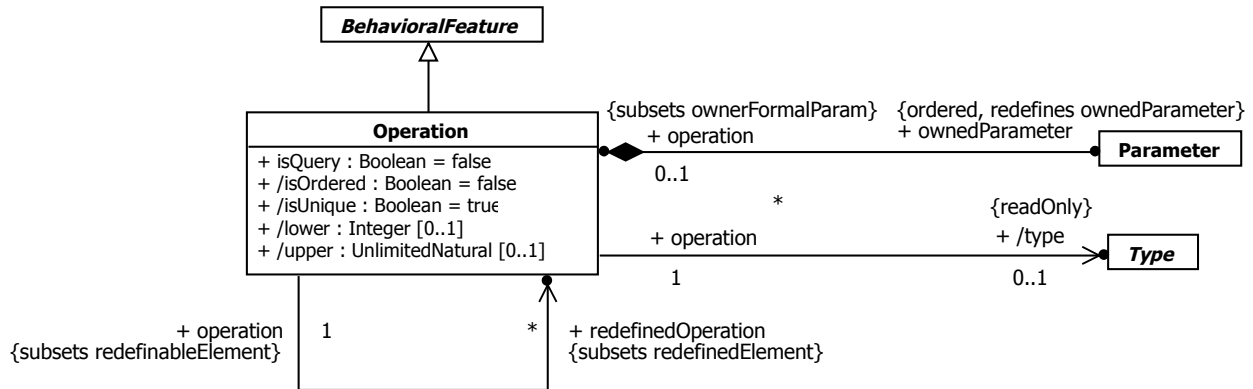 BehavioralFeature
{subsets ownerFormalParam}
{ordered, redefines ownedParameter}
Operation
+ operation
+ ownedParameter
Parameter
+ isQuery : Boolean = false
+ /isOrdered : Boolean = false
+ /isUnique : Boolean = true
+ /lower : Integer [0..1]
+ /upper : UnlimitedNatural [0..1]
0..1
*
{readOnly}
+ operation
+ /type
Type
1
0..1
+ operation
1
*
+ redefinedOperation
{subsets redefinableElement}
{subsets redefinedElement}